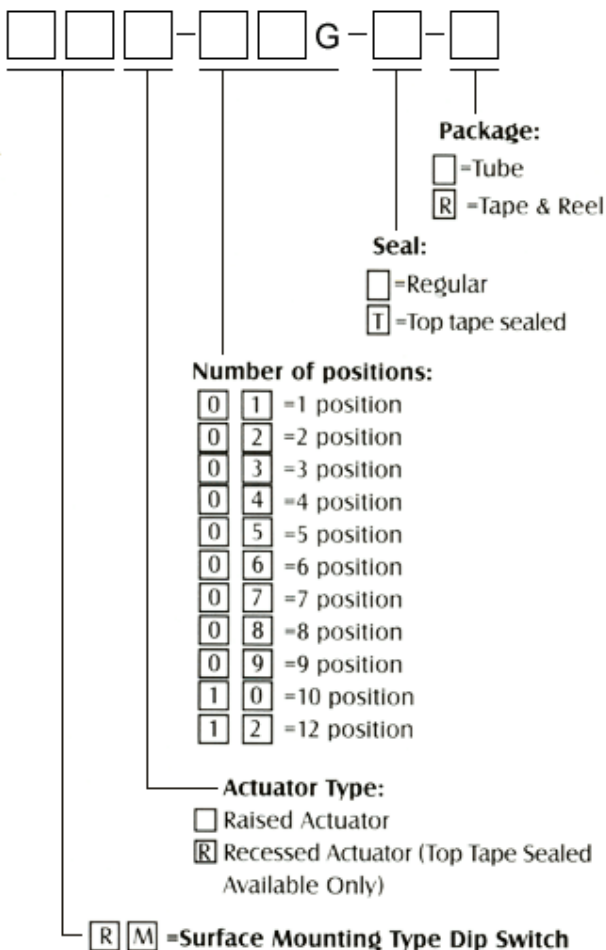 G
Package:
=Tube
R =Tape & Reel
Seal:
=Regular
T =Top tape sealed
Number of positions:
0 1 =1 position
0 2 =2 position
0 3 =3 position
0 4 =4 position
0 5 =5 position
0 6 =6 position
0 7 =7 position
0 8 =8 position
0 9 =9 position
1 0 =10 position
1 2 =12 position
Actuator Type:
Raised Actuator
R Recessed Actuator (Top Tape Sealed
Available Only)
R M =Surface Mounting Type Dip Switch